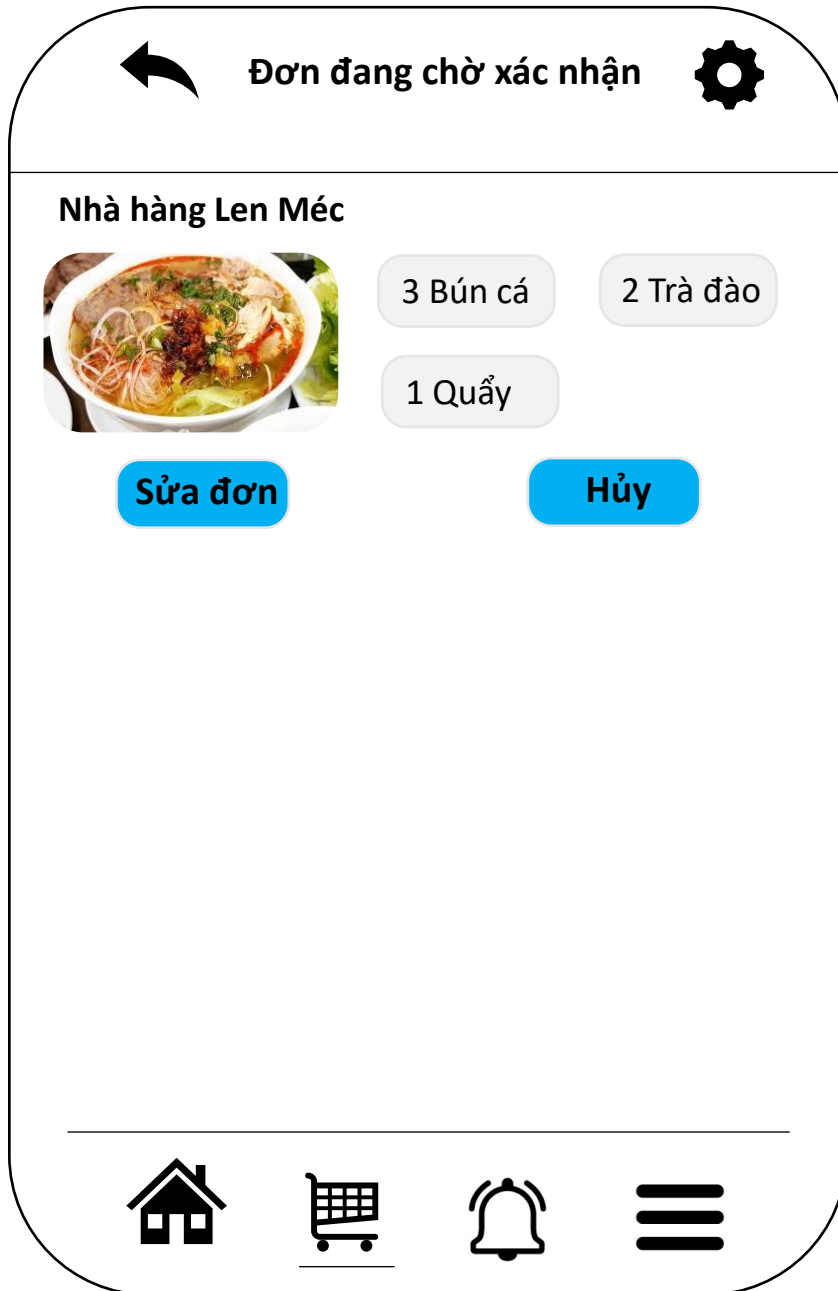 Đơn đang chờ xác nhận
Nhà hàng Len Méc
3 Bún cá
2 Trà đào
1 Quẩy
Sửa đơn
Hủy